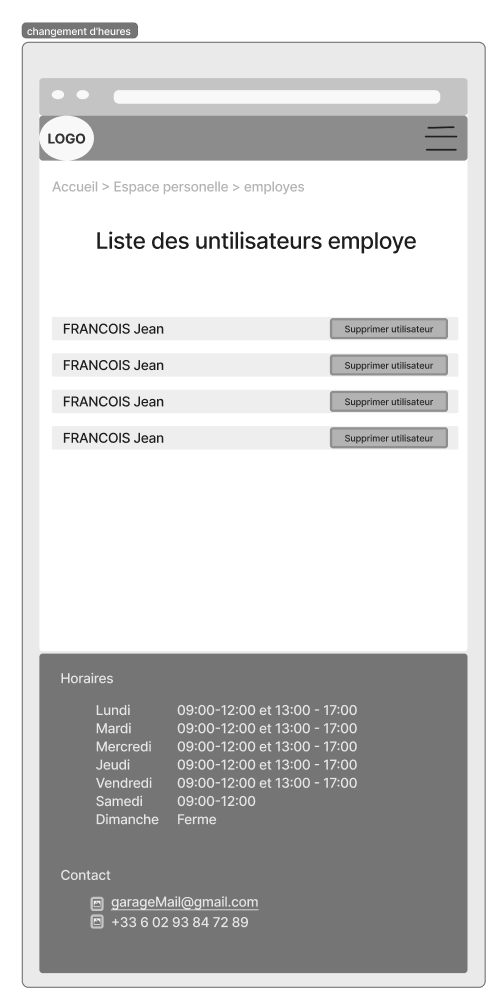 changement d'heures
LOGO
Accueil > Espace personelle > employes
Liste des untilisateurs employe
FRANCOIS Jean Supprimer utilisateur
FRANCOIS Jean Supprimer utilisateur
FRANCOIS Jean Supprimer utilisateur
FRANCOIS Jean Supprimer utilisateur
Horaires
Lundi 09:00-12:00 et 13:00 - 17:00
Mardi 09:00-12:00 et 13:00 - 17:00
Mercredi 09:00-12:00 et 13:00 - 17:00
Jeudi 09:00-12:00 et 13:00 - 17:00
Vendredi 09:00-12:00 et 13:00 - 17:00
Samedi 09:00-12:00
Dimanche Ferme
Contact
garageMail@gmail.com
+33 6 02 93 84 72 89